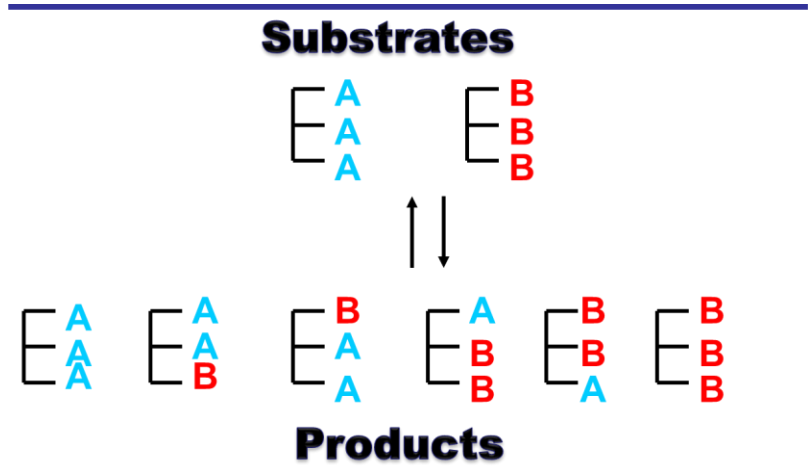 Substrates
A B
A B
A B
A A B A B B
A A A B B B
A B A B A B
Products